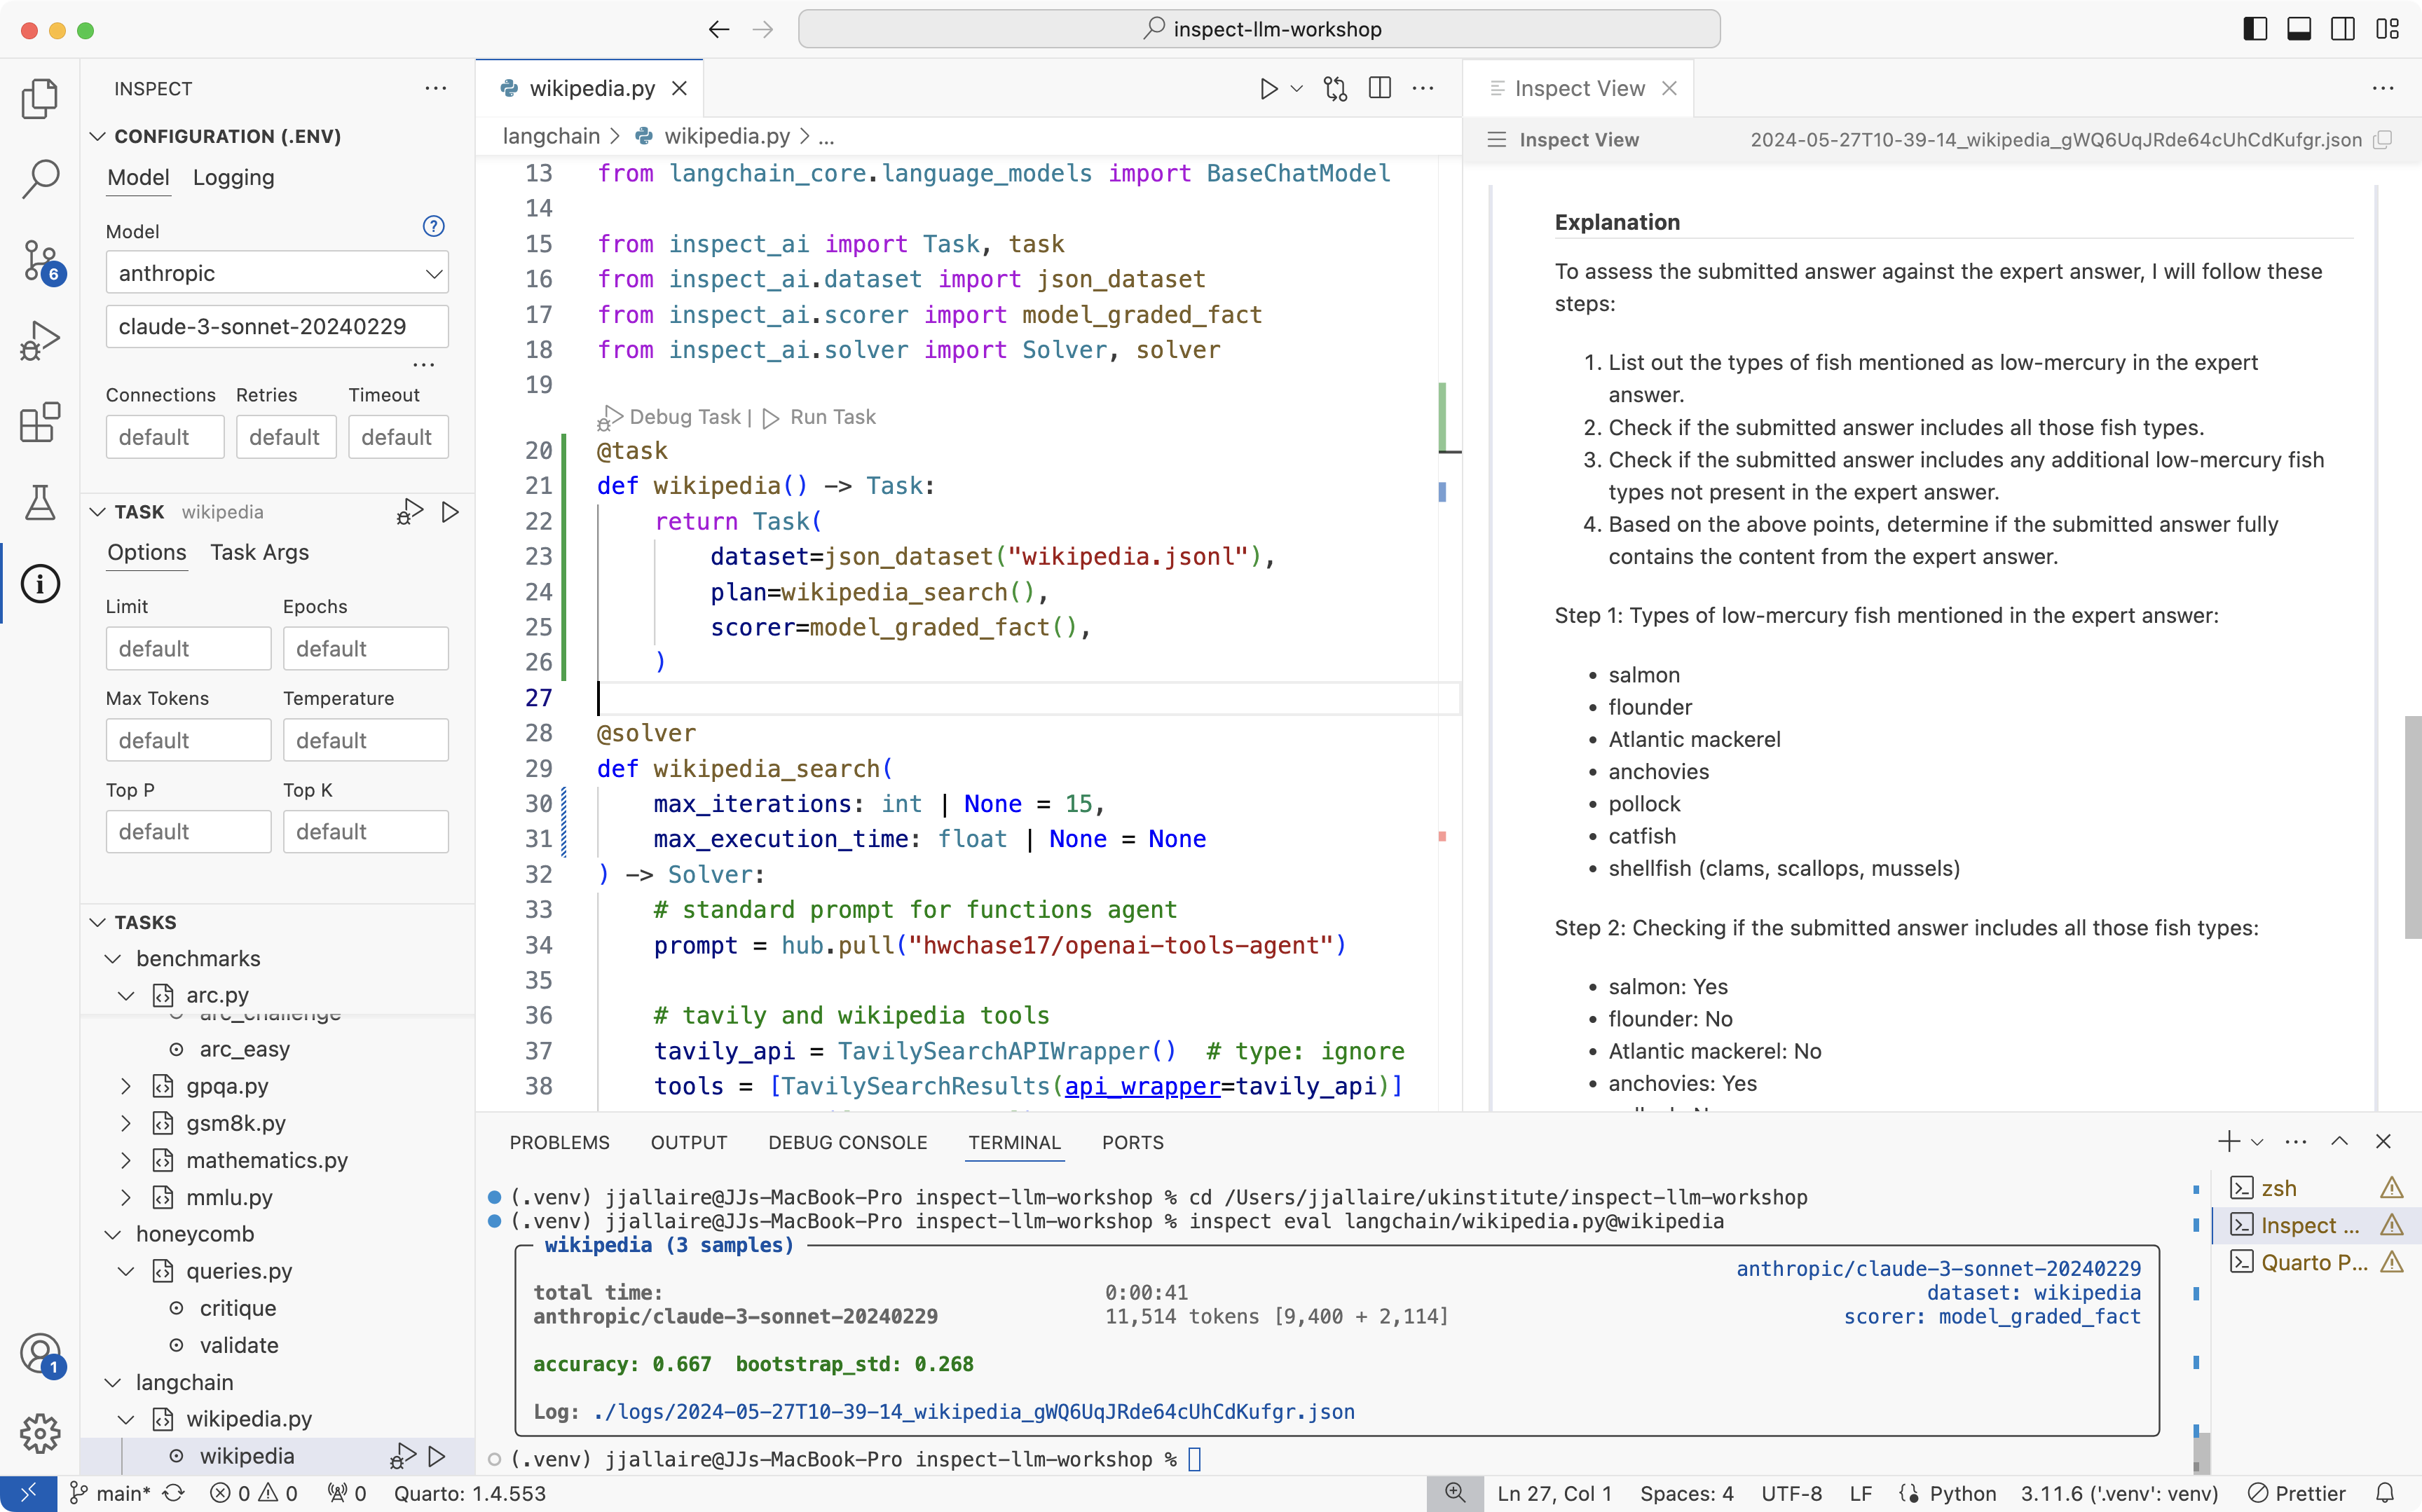 inspect-llm-workshop
INSPECT
CONFIGURATION (.ENV)
Model Logging
Model
anthropic
claude-3-sonnet-20240229
Connections Retries Timeout
default default default
TASK wikipedia
Options Task Args
Limit Epochs
default default
Max Tokens Temperature
default default
Top P Top K
default default
TASKS
benchmarks
arc.py
arc_challenge
arc_easy
gpqa.py
gsm8k.py
mathematics.py
mmlu.py
honeycomb
queries.py
critique
validate
langchain
wikipedia.py
wikipedia
6
1
wikipedia.py
langchain > wikipedia.py > ...
13 from langchain_core.language_models import BaseChatModel
14
15 from inspect_ai import Task, task
16 from inspect_ai.dataset import json_dataset
17 from inspect_ai.scorer import model_graded_fact
18 from inspect_ai.solver import Solver, solver
19
Debug Task | Run Task
20 @task
21 def wikipedia() -> Task:
22 return Task(
23 dataset=json_dataset("wikipedia.jsonl"),
24 plan=wikipedia_search(),
25 scorer=model_graded_fact(),
26 )
27
28 @solver
29 def wikipedia_search(
30 max_iterations: int | None = 15,
31 max_execution_time: float | None = None
32 ) -> Solver:
33 # standard prompt for functions agent
34 prompt = hub.pull("hwchase17/openai-tools-agent")
35
36 # tavily and wikipedia tools
37 tavily_api = TavilySearchAPIWrapper() # type: ignore
38 tools = [TavilySearchResults(api_wrapper=tavily_api)]
Inspect View
Inspect View 2024-05-27T10-39-14_wikipedia_gWQ6UqJRde64cUhCdKufgr.json
Explanation
To assess the submitted answer against the expert answer, I will follow these
steps:
1. List out the types of fish mentioned as low-mercury in the expert
answer.
2. Check if the submitted answer includes all those fish types.
3. Check if the submitted answer includes any additional low-mercury fish
types not present in the expert answer.
4. Based on the above points, determine if the submitted answer fully
contains the content from the expert answer.
Step 1: Types of low-mercury fish mentioned in the expert answer:
• salmon
• flounder
• Atlantic mackerel
• anchovies
• pollock
• catfish
• shellfish (clams, scallops, mussels)
Step 2: Checking if the submitted answer includes all those fish types:
• salmon: Yes
• flounder: No
• Atlantic mackerel: No
• anchovies: Yes
PROBLEMS OUTPUT DEBUG CONSOLE TERMINAL PORTS
(.venv) jjallaire@JJs-MacBook-Pro inspect-llm-workshop % cd /Users/jjallaire/ukinstitute/inspect-llm-workshop
(.venv) jjallaire@JJs-MacBook-Pro inspect-llm-workshop % inspect eval langchain/wikipedia.py@wikipedia
wikipedia (3 samples)
anthropic/claude-3-sonnet-20240229
total time: 0:00:41 dataset: wikipedia
anthropic/claude-3-sonnet-20240229 11,514 tokens [9,400 + 2,114] scorer: model_graded_fact
accuracy: 0.667 bootstrap_std: 0.268
Log: ./logs/2024-05-27T10-39-14_wikipedia_gWQ6UqJRde64cUhCdKufgr.json
(.venv) jjallaire@JJs-MacBook-Pro inspect-llm-workshop %
zsh
Inspect ...
Quarto P...
main* 0 0 0 Quarto: 1.4.553 Ln 27, Col 1 Spaces: 4 UTF-8 LF Python 3.11.6 ('.venv': venv) Prettier